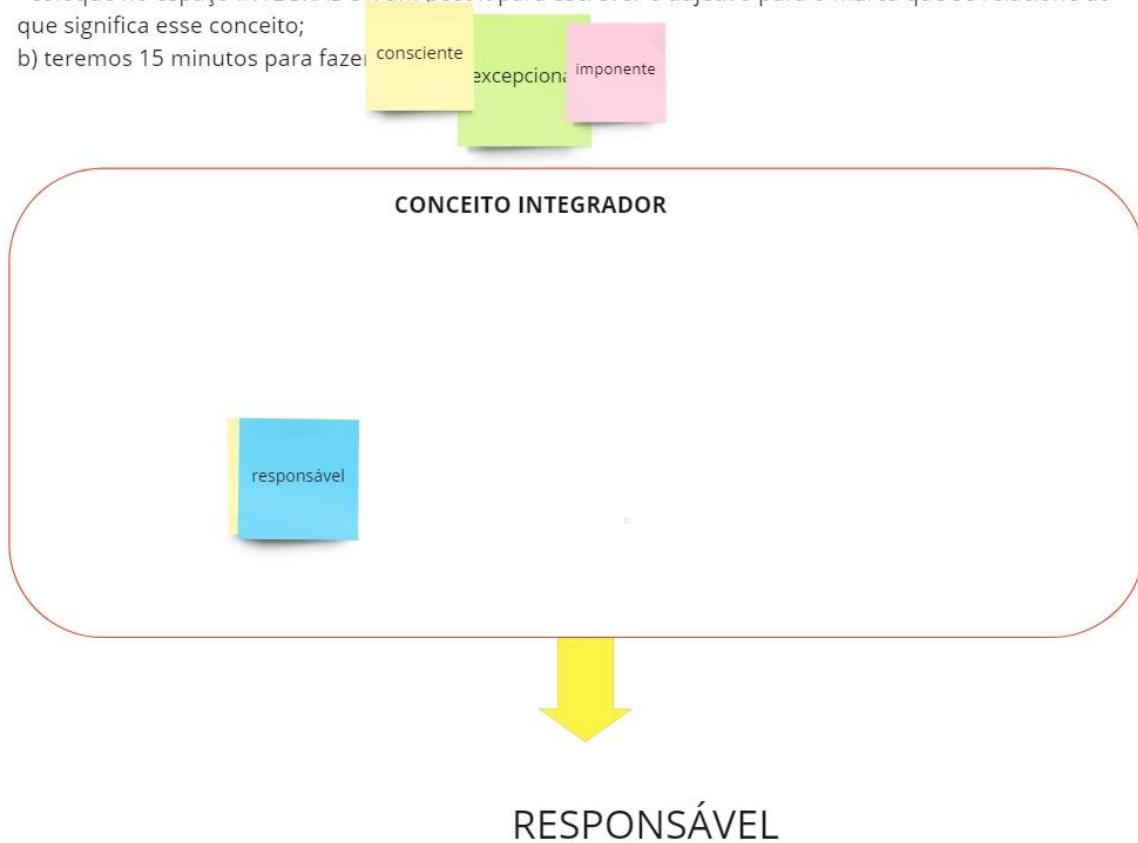 que significa esse conceito;
b) teremos 15 minutos para fazer
consciente
excepciona
imponente
CONCEITO INTEGRADOR
responsável
RESPONSÁVEL